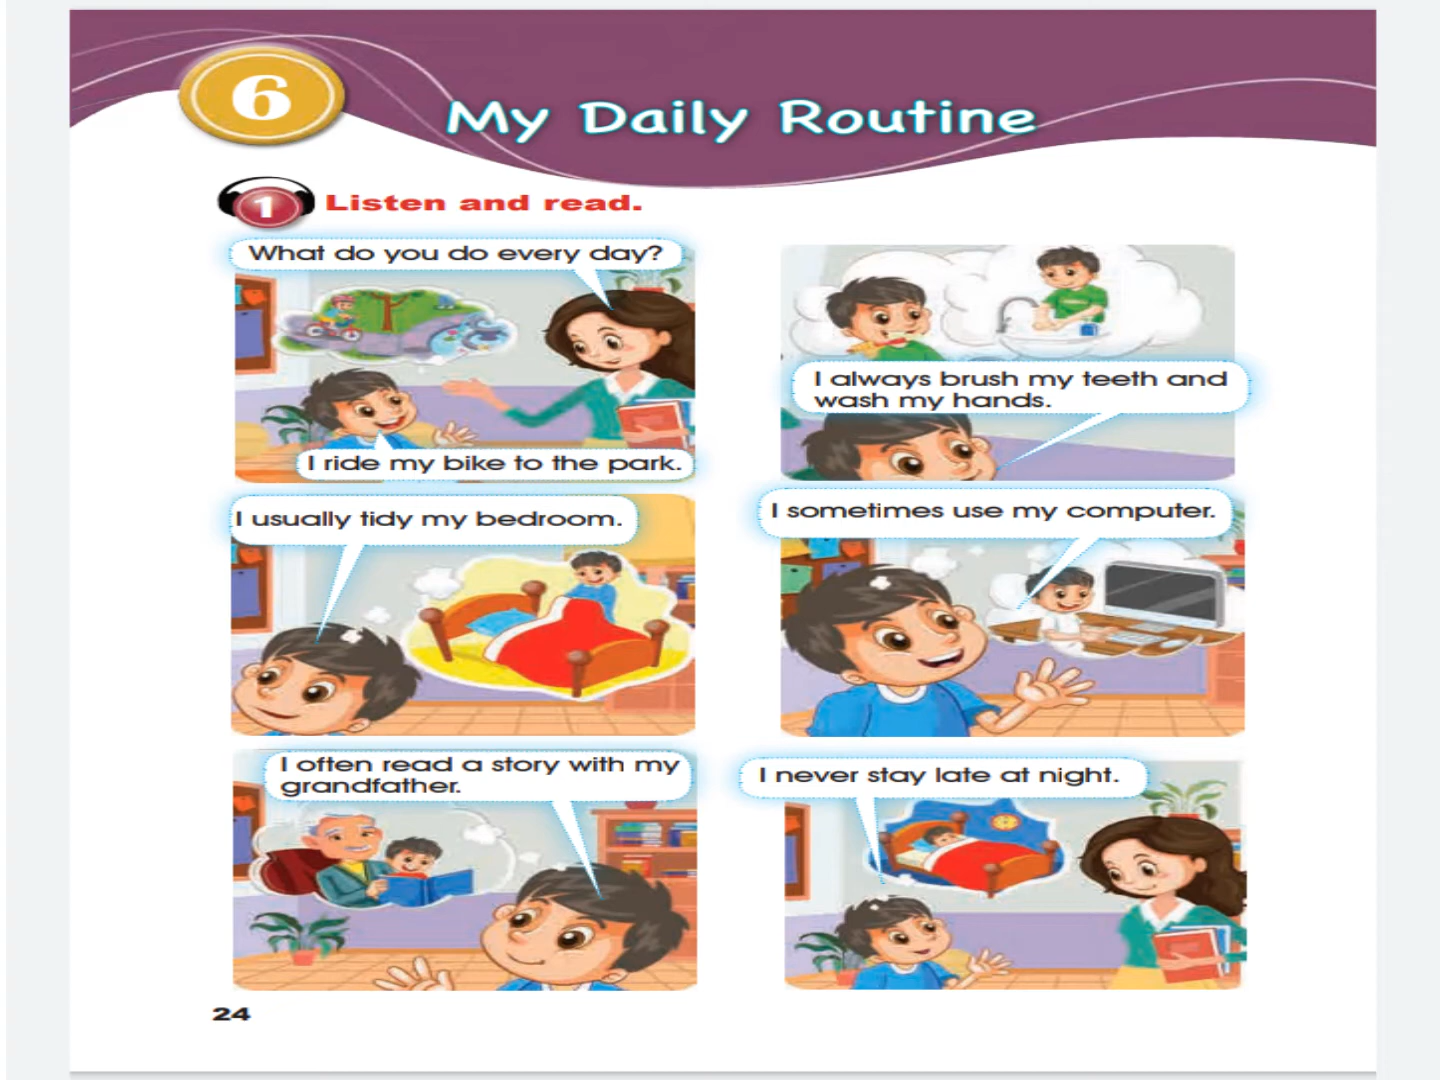 6
My Daily Routine
1 Listen and read.
What do you do every day?
I ride my bike to the park.
I always brush my teeth and
wash my hands.
I usually tidy my bedroom.
I sometimes use my computer.
I often read a story with my
grandfather.
I never stay late at night.
24